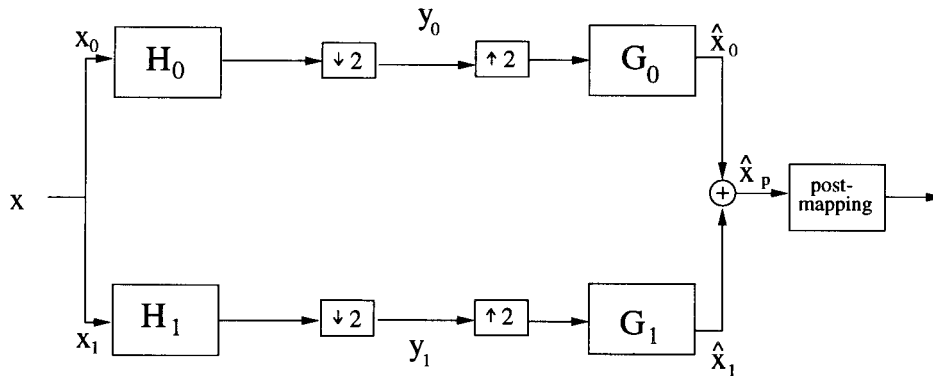 y₀
x₀
H₀
↓2
↑2
G₀
x̂₀
x
x̂ₚ
+
post-
mapping
x₁
H₁
↓2
↑2
G₁
y₁
x̂₁